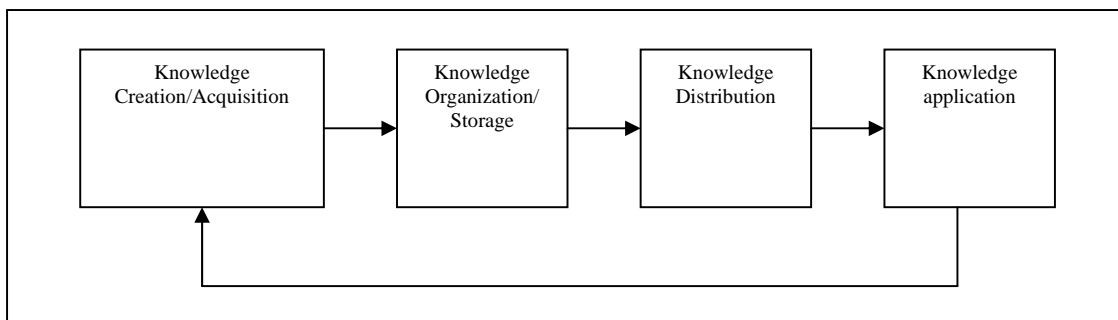 Knowledge
Creation/Acquisition
Knowledge
Organization/
Storage
Knowledge
Distribution
Knowledge
application